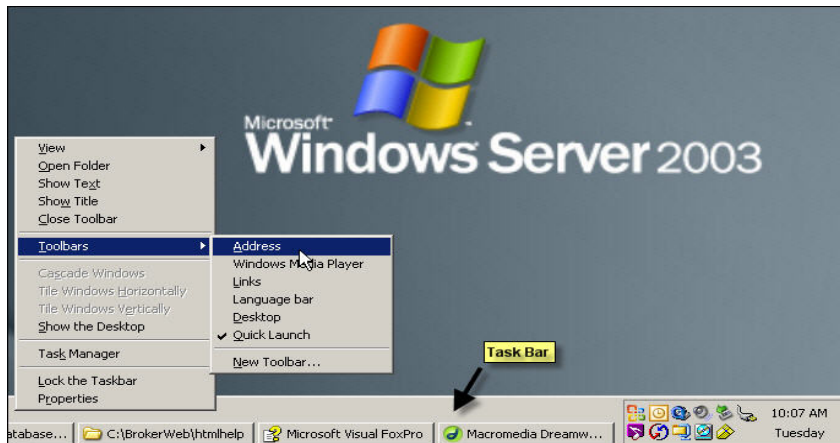 Microsoft
Windows Server 2003
View
Open Folder
Show Text
Show Title
Close Toolbar
Toolbars
Cascade Windows
Tile Windows Horizontally
Tile Windows Vertically
Show the Desktop
Task Manager
Lock the Taskbar
Properties
Address
Windows Media Player
Links
Language bar
Desktop
Quick Launch
New Toolbar...
Task Bar
atabase...
C:\BrokerWeb\htmlhelp
Microsoft Visual FoxPro
Macromedia Dreamw...
10:07 AM
Tuesday